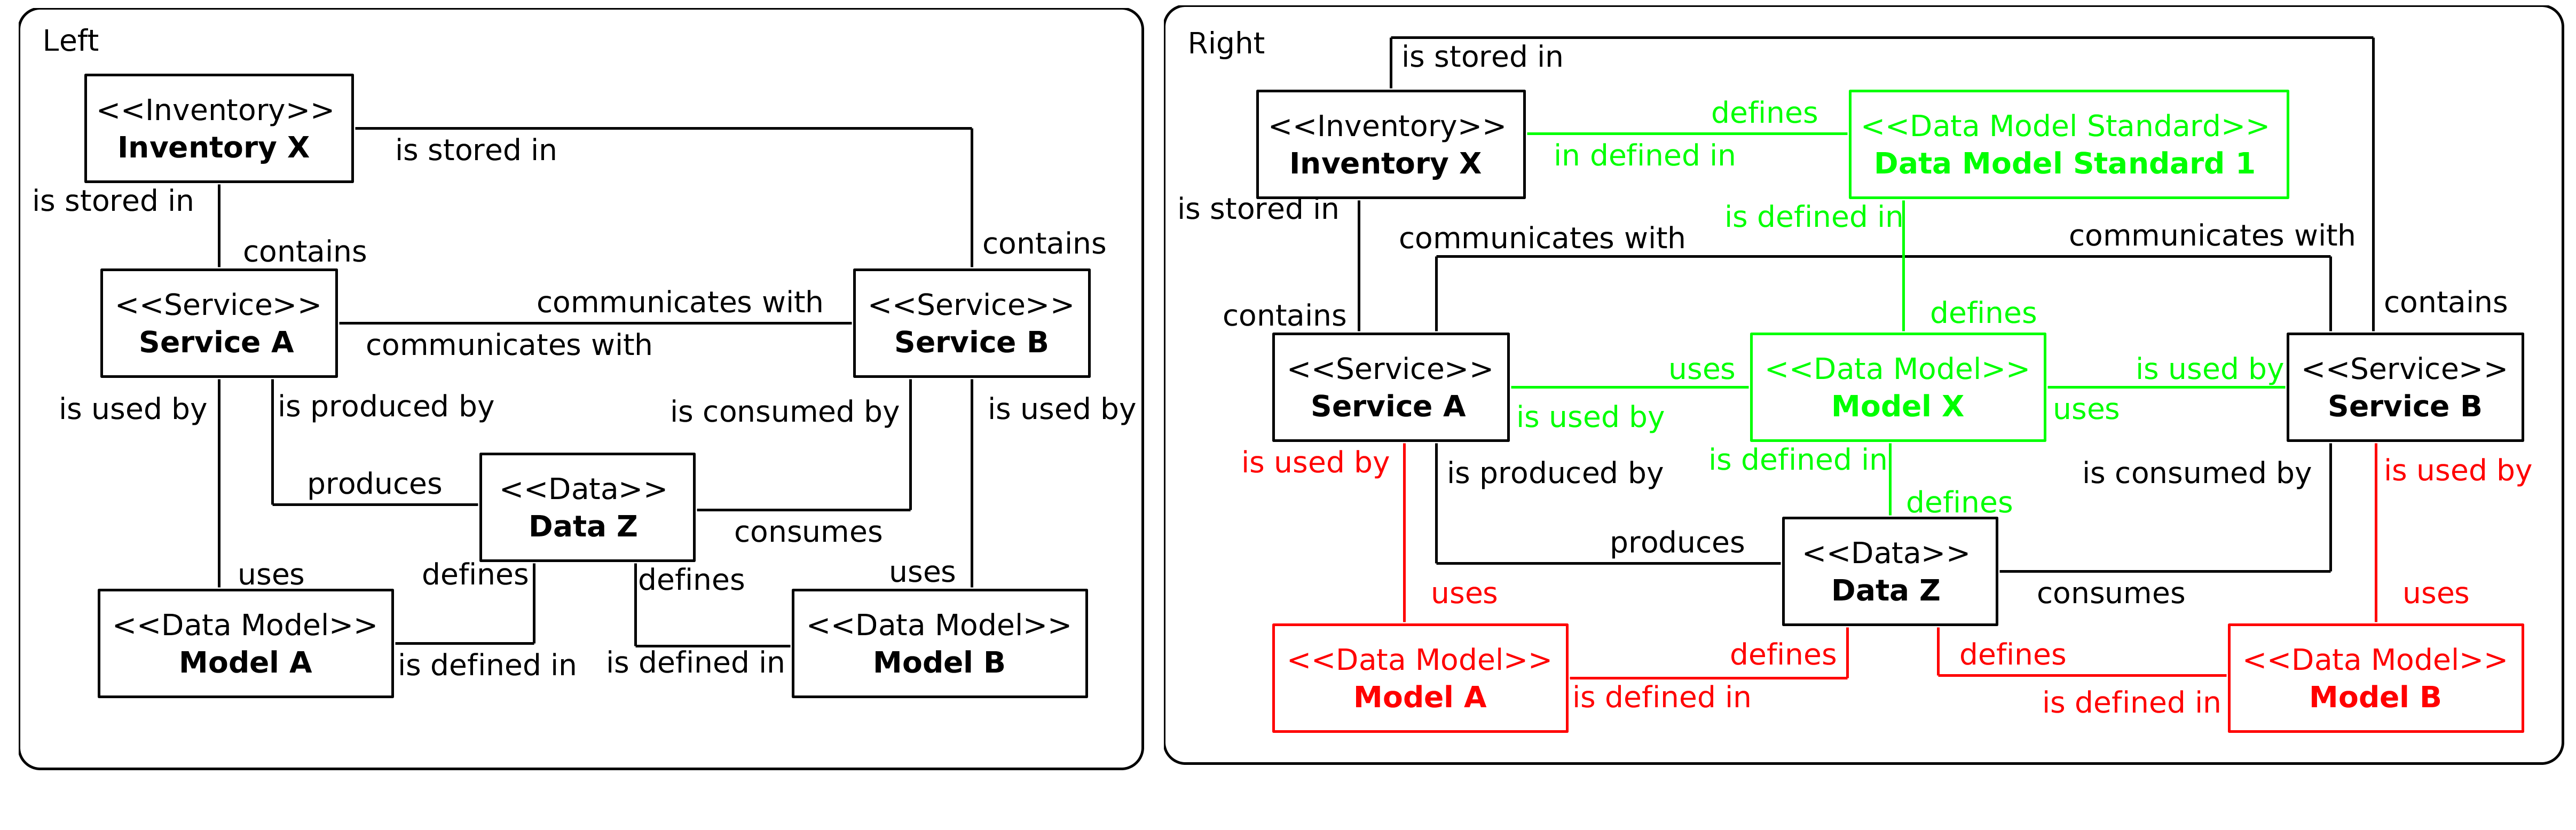 Left
<<Inventory>>
Inventory X
is stored in
is stored in
contains
contains
<<Service>>
Service A
communicates with
communicates with
<<Service>>
Service B
is used by
is produced by
is consumed by
is used by
produces
<<Data>>
Data Z
consumes
uses
defines
defines
uses
<<Data Model>>
Model A
is defined in
is defined in
<<Data Model>>
Model B
Right
is stored in
<<Inventory>>
Inventory X
defines
in defined in
<<Data Model Standard>>
Data Model Standard 1
is stored in
is defined in
communicates with
communicates with
contains
defines
contains
<<Service>>
Service A
uses
is used by
<<Data Model>>
Model X
is used by
uses
<<Service>>
Service B
is used by
is produced by
is defined in
is consumed by
is used by
defines
produces
<<Data>>
Data Z
consumes
uses
uses
<<Data Model>>
Model A
defines
is defined in
defines
is defined in
<<Data Model>>
Model B